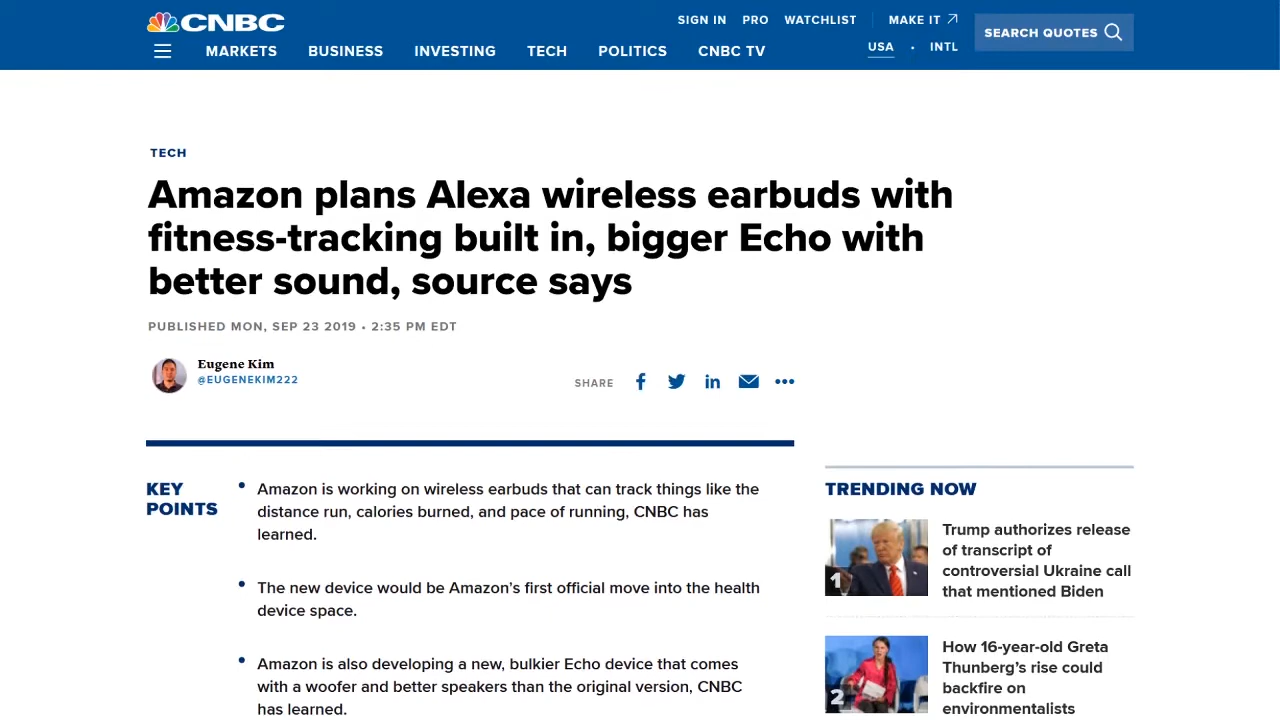 CNBC
SIGN IN PRO WATCHLIST MAKE IT
SEARCH QUOTES
MARKETS BUSINESS INVESTING TECH POLITICS CNBC TV
USA • INTL
TECH
Amazon plans Alexa wireless earbuds with
fitness-tracking built in, bigger Echo with
better sound, source says
PUBLISHED MON, SEP 23 2019 • 2:35 PM EDT
Eugene Kim
@EUGENEKIM222
SHARE
KEY
POINTS
• Amazon is working on wireless earbuds that can track things like the
distance run, calories burned, and pace of running, CNBC has
learned.
• The new device would be Amazon’s first official move into the health
device space.
• Amazon is also developing a new, bulkier Echo device that comes
with a woofer and better speakers than the original version, CNBC
has learned.
TRENDING NOW
1
Trump authorizes release
of transcript of
controversial Ukraine call
that mentioned Biden
2
How 16-year-old Greta
Thunberg’s rise could
backfire on
environmentalists